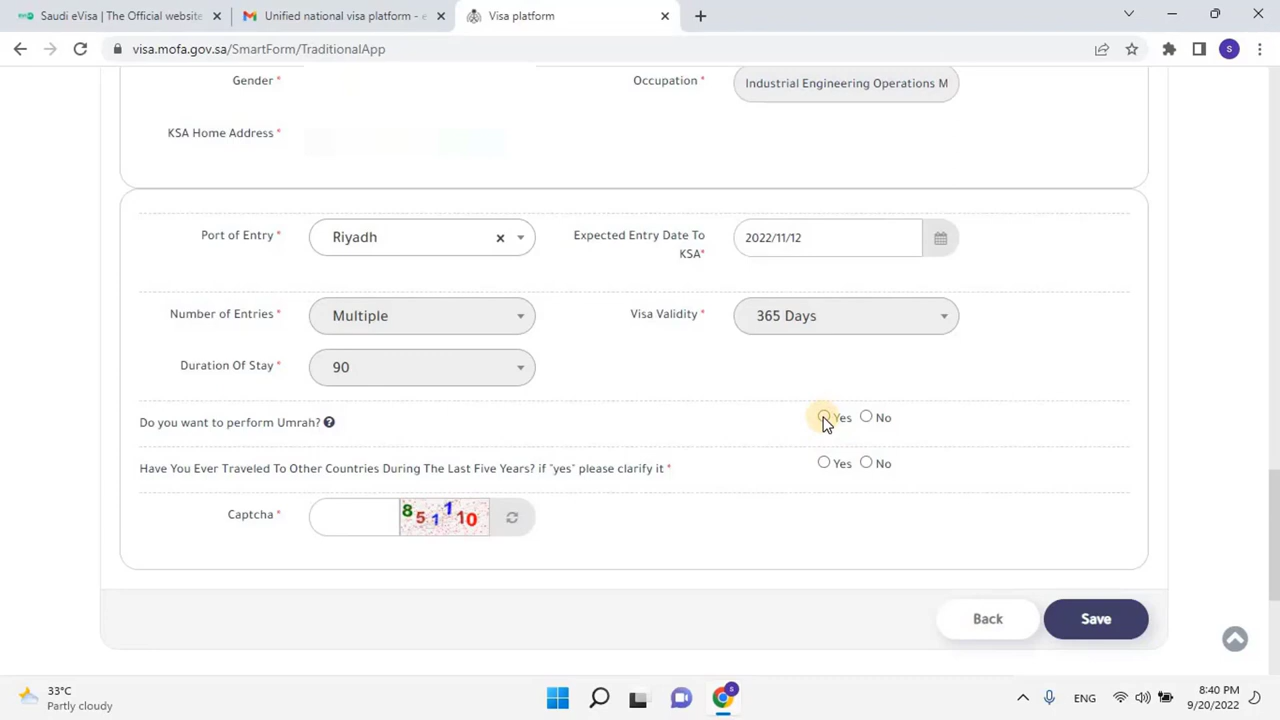 Saudi eVisa | The Official website
Unified national visa platform - e
Visa platform
visa.mofa.gov.sa/SmartForm/TraditionalApp
S
Gender *
Occupation *
Industrial Engineering Operations M
KSA Home Address *
Port of Entry *
Riyadh
Expected Entry Date To
KSA*
2022/11/12
Number of Entries *
Multiple
Visa Validity *
365 Days
Duration Of Stay *
90
Do you want to perform Umrah?
Yes
No
Have You Ever Traveled To Other Countries During The Last Five Years? if "yes" please clarify it *
Yes
No
Captcha *
851110
Back
Save
33°C
Partly cloudy
S
ENG
8:40 PM
9/20/2022